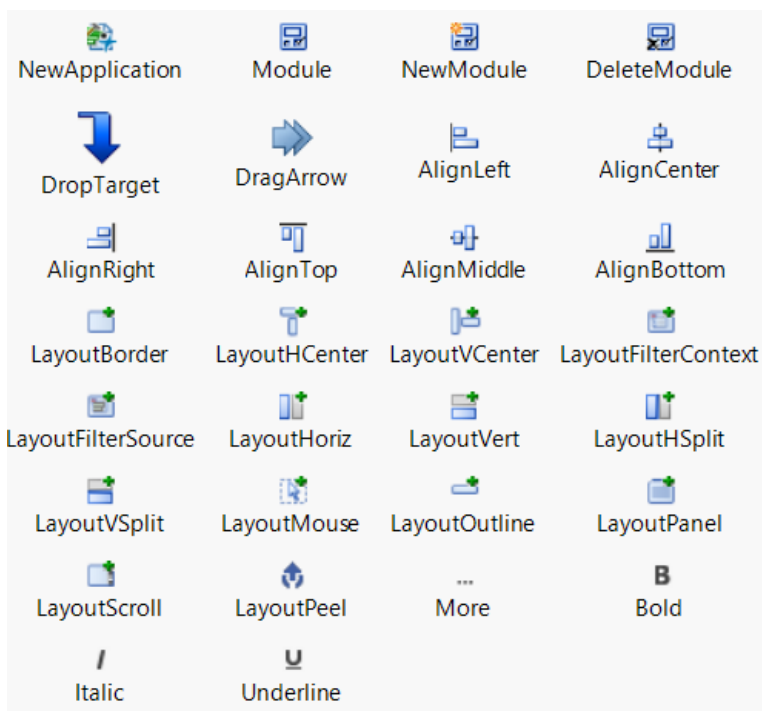 NewApplication Module NewModule DeleteModule
DropTarget DragArrow AlignLeft AlignCenter
AlignRight AlignTop AlignMiddle AlignBottom
LayoutBorder LayoutHCenter LayoutVCenter LayoutFilterContext
LayoutFilterSource LayoutHoriz LayoutVert LayoutHSplit
LayoutVSplit LayoutMouse LayoutOutline LayoutPanel
... B
LayoutScroll LayoutPeel More Bold
I U
Italic Underline